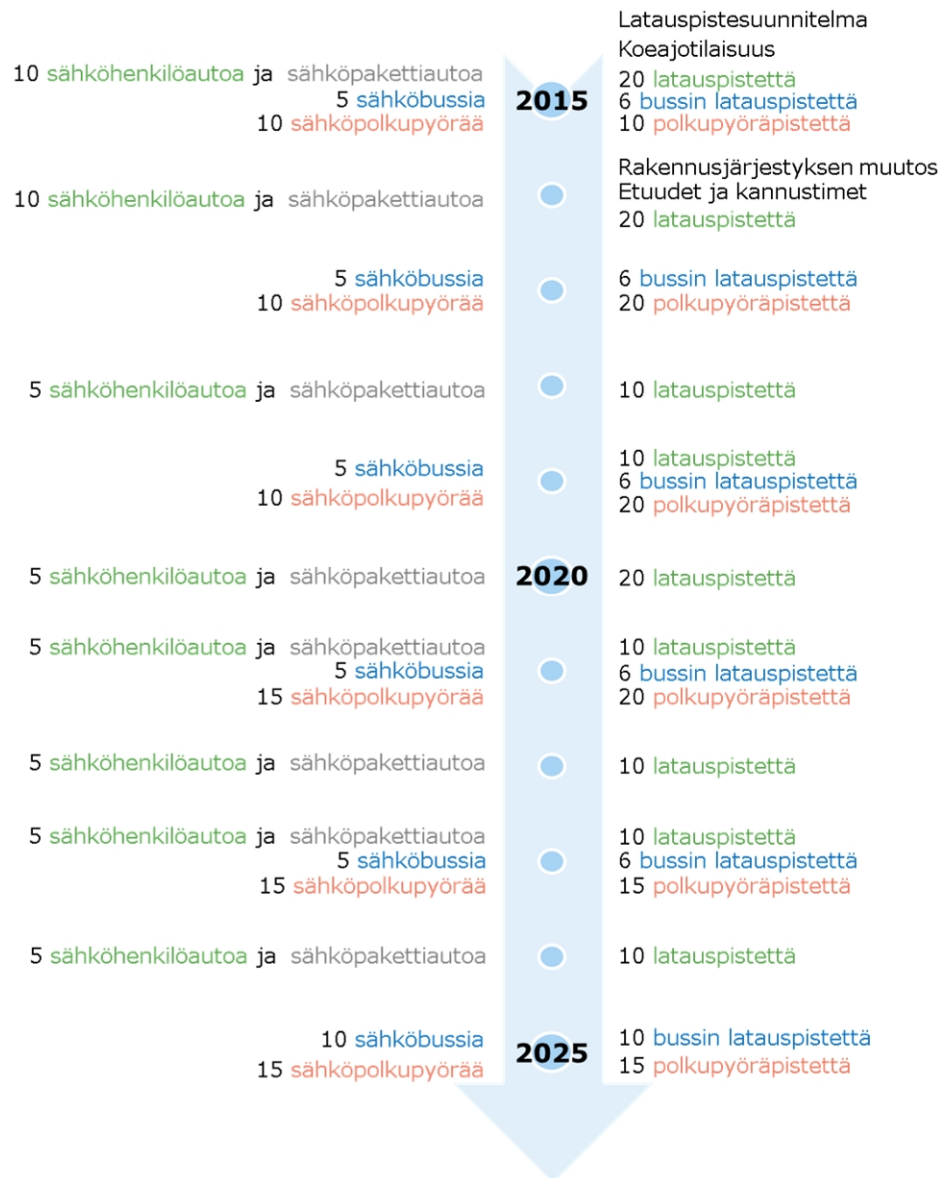 Latauspistesuunnitelma
Koeajotilaisuus
10 sähköhenkilöautoa ja sähköpakettiautoa
5 sähköbussia
10 sähköpolkupyörää
2015
20 latauspistettä
6 bussin latauspistettä
10 polkupyöräpistettä
10 sähköhenkilöautoa ja sähköpakettiautoa
Rakennusjärjestyksen muutos
Etuudet ja kannustimet
20 latauspistettä
5 sähköbussia
10 sähköpolkupyörää
6 bussin latauspistettä
20 polkupyöräpistettä
5 sähköhenkilöautoa ja sähköpakettiautoa
10 latauspistettä
5 sähköbussia
10 sähköpolkupyörää
10 latauspistettä
6 bussin latauspistettä
20 polkupyöräpistettä
5 sähköhenkilöautoa ja sähköpakettiautoa
2020
20 latauspistettä
5 sähköhenkilöautoa ja sähköpakettiautoa
5 sähköbussia
15 sähköpolkupyörää
10 latauspistettä
6 bussin latauspistettä
20 polkupyöräpistettä
5 sähköhenkilöautoa ja sähköpakettiautoa
10 latauspistettä
5 sähköhenkilöautoa ja sähköpakettiautoa
5 sähköbussia
15 sähköpolkupyörää
10 latauspistettä
6 bussin latauspistettä
15 polkupyöräpistettä
5 sähköhenkilöautoa ja sähköpakettiautoa
10 latauspistettä
10 sähköbussia
15 sähköpolkupyörää
2025
10 bussin latauspistettä
15 polkupyöräpistettä